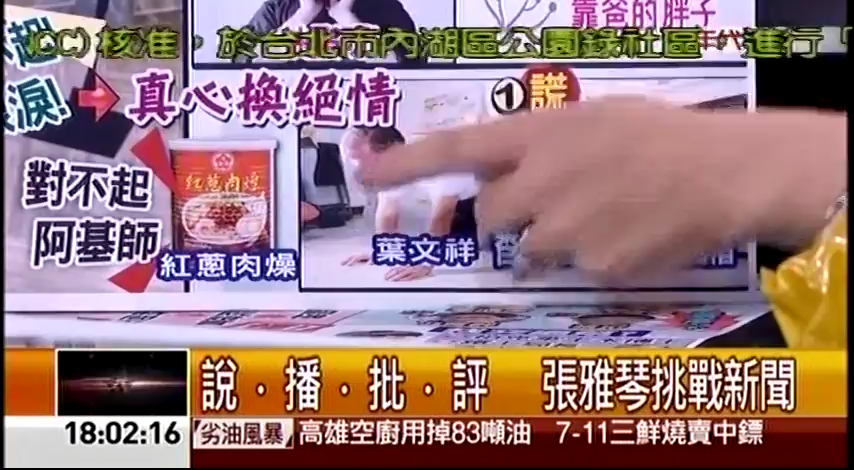 靠爸的胖子
CC)核准，於台北市內湖區公園錄社區，進行「
淚!
真心換絕情
①謊
對不起
阿基師
紅蔥肉燥
紅蔥肉燥
葉文祥
說·播·批·評 張雅琴挑戰新聞
18:02:16
劣油風暴 高雄空廚用掉83噸油 7-11三鮮燒賣中鏢